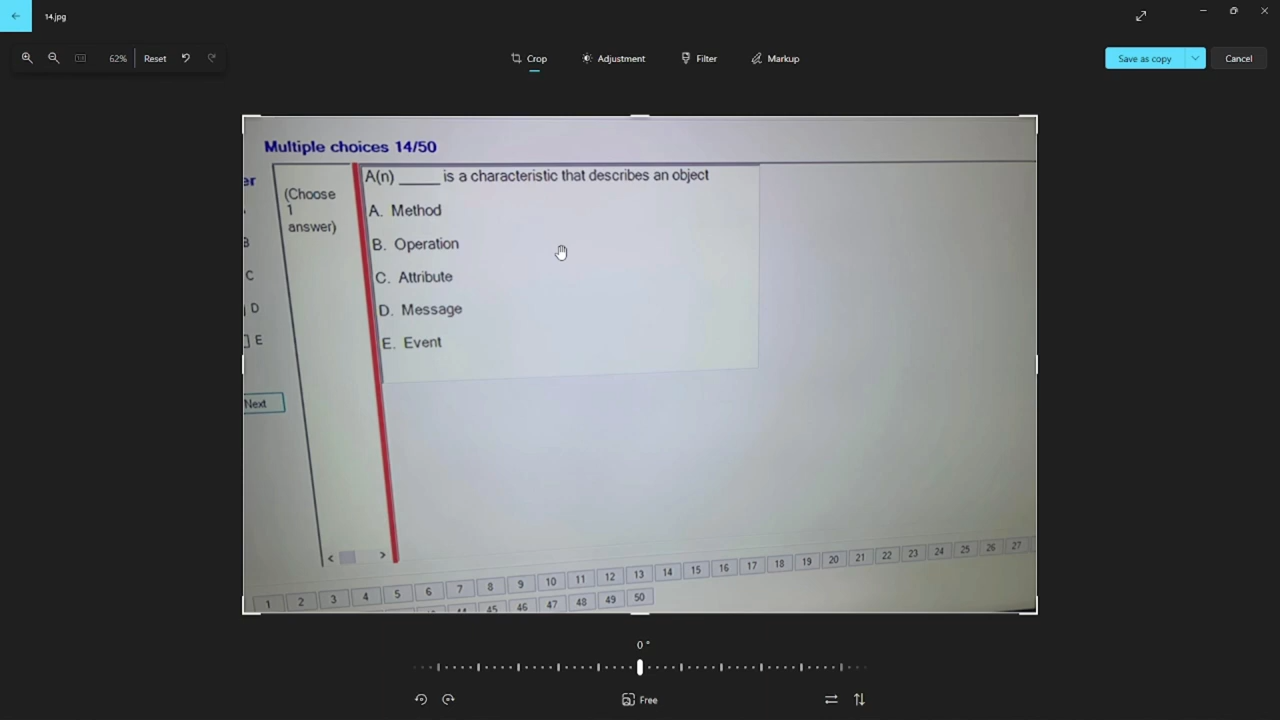 14.jpg
62% Reset Crop Adjustment Filter Markup Save as copy Cancel
Multiple choices 14/50
er
(Choose
1
answer)
A(n) _____ is a characteristic that describes an object
A. Method
B. Operation
C. Attribute
D. Message
E. Event
B
C
D
E
Next
< >
1 2 3 4 5 6 7 8 9 10 11 12 13 14 15 16 17 18 19 20 21 22 23 24 25 26 27
44 45 46 47 48 49 50
0°
Free